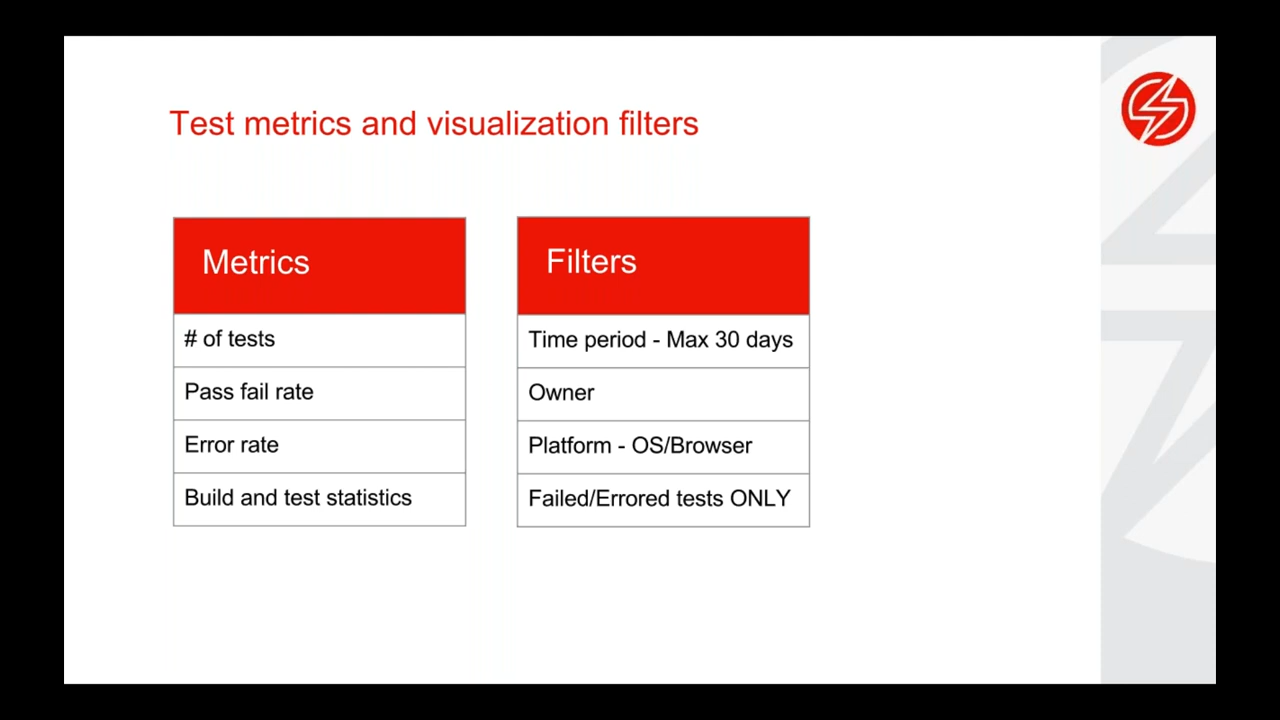 Test metrics and visualization filters
Metrics
# of tests
Pass fail rate
Error rate
Build and test statistics
Filters
Time period - Max 30 days
Owner
Platform - OS/Browser
Failed/Errored tests ONLY